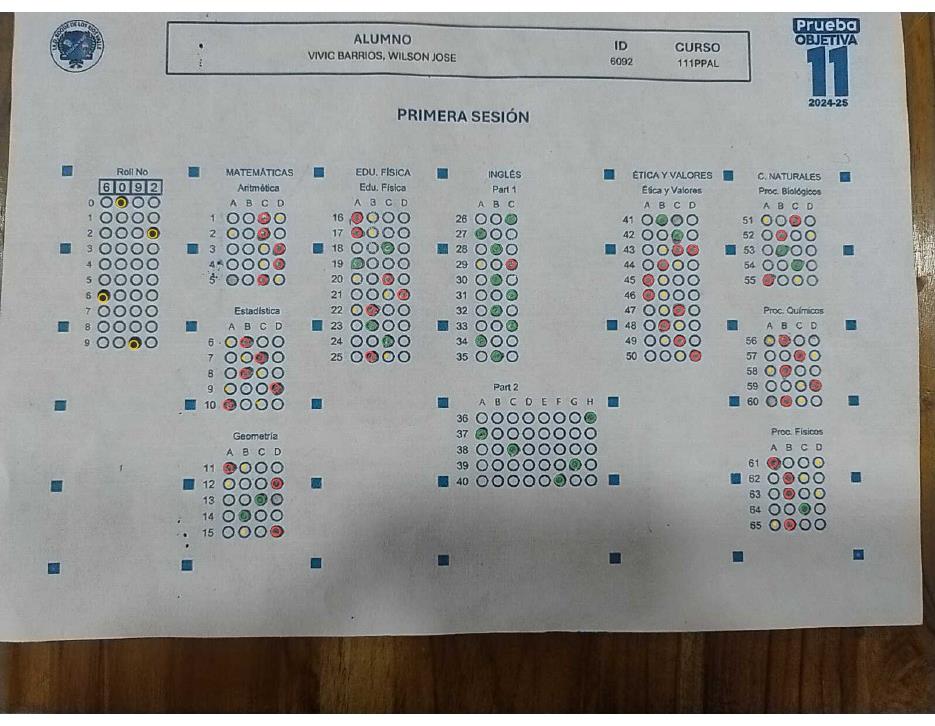 ALUMNO
VIVIC BARRIOS, WILSON JOSE
ID
6092
CURSO
111PPAL
Prueba
OBJETIVA
11
2024-25
PRIMERA SESIÓN
Roll No
6 0 9 2
0
1
2
3
4
5
6
7
8
9
MATEMÁTICAS
Aritmética
A B C D
1
2
3
4
5
Estadística
A B C D
6
7
8
9
10
Geometría
A B C D
11
12
13
14
15
EDU. FÍSICA
Edu. Física
A B C D
16
17
18
19
20
21
22
23
24
25
INGLÉS
Part 1
A B C
26
27
28
29
30
31
32
33
34
35
Part 2
A B C D E F G H
36
37
38
39
40
ÉTICA Y VALORES
Ética y Valores
A B C D
41
42
43
44
45
46
47
48
49
50
C. NATURALES
Proc. Biológicos
A B C D
51
52
53
54
55
Proc. Químicos
A B C D
56
57
58
59
60
Proc. Físicos
A B C D
61
62
63
64
65